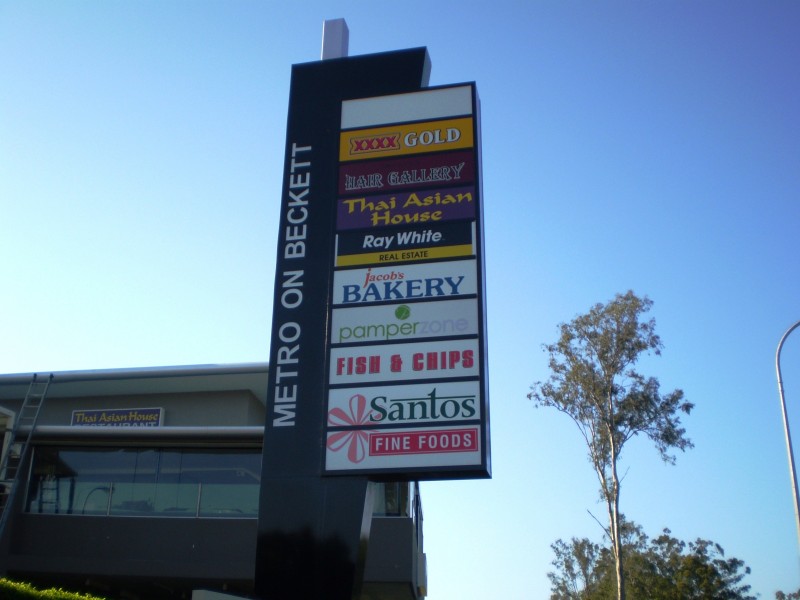 METRO ON BECKETT
XXXX GOLD
HAIR GALLERY
Thai Asian
House
Ray White
REAL ESTATE
jacob's
BAKERY
pamperzone
FISH & CHIPS
Santos
FINE FOODS
Thai Asian House
RESTAURANT